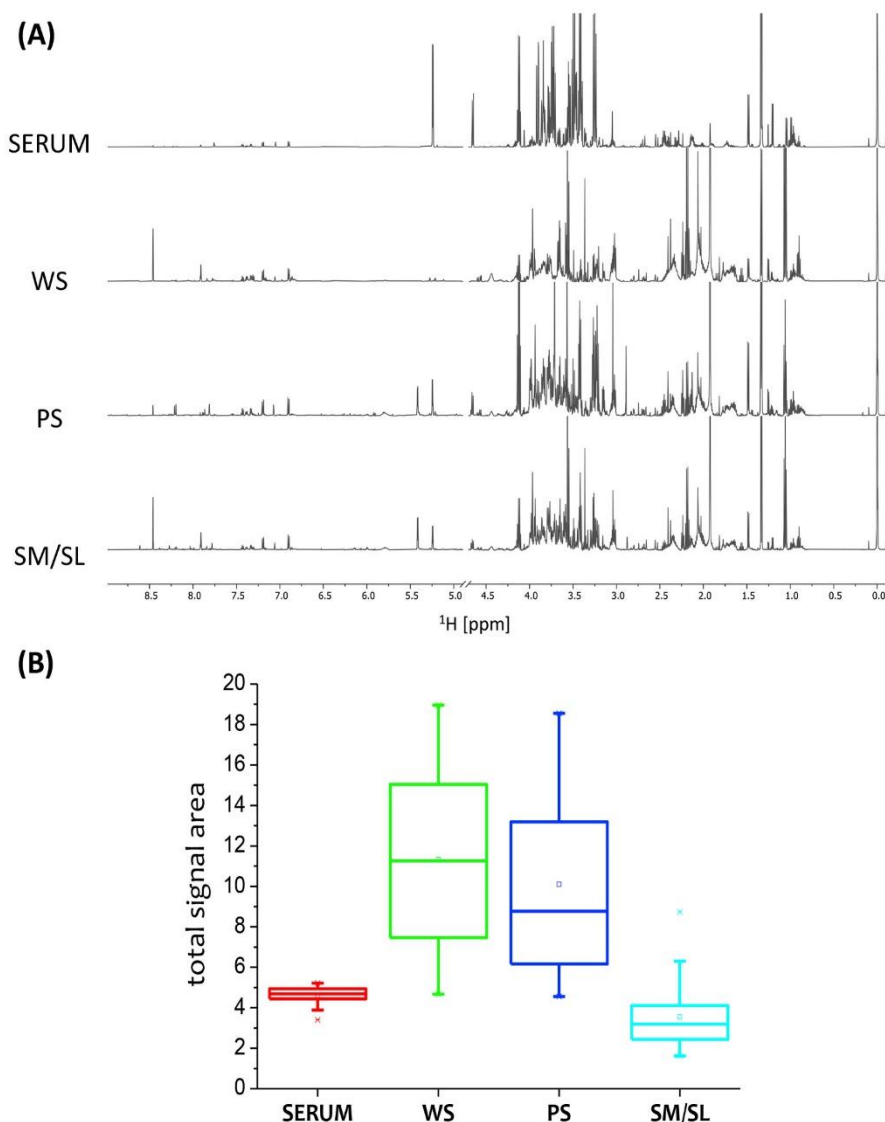 (A)
SERUM
WS
PS
SM/SL
8.5 8.0 7.5 7.0 6.5 6.0 5.5 5.0 4.5 4.0 3.5 3.0 2.5 2.0 1.5 1.0 0.5 0.0
¹H [ppm]
(B)
total signal area
20
18
16
14
12
10
8
6
4
2
0
SERUM WS PS SM/SL